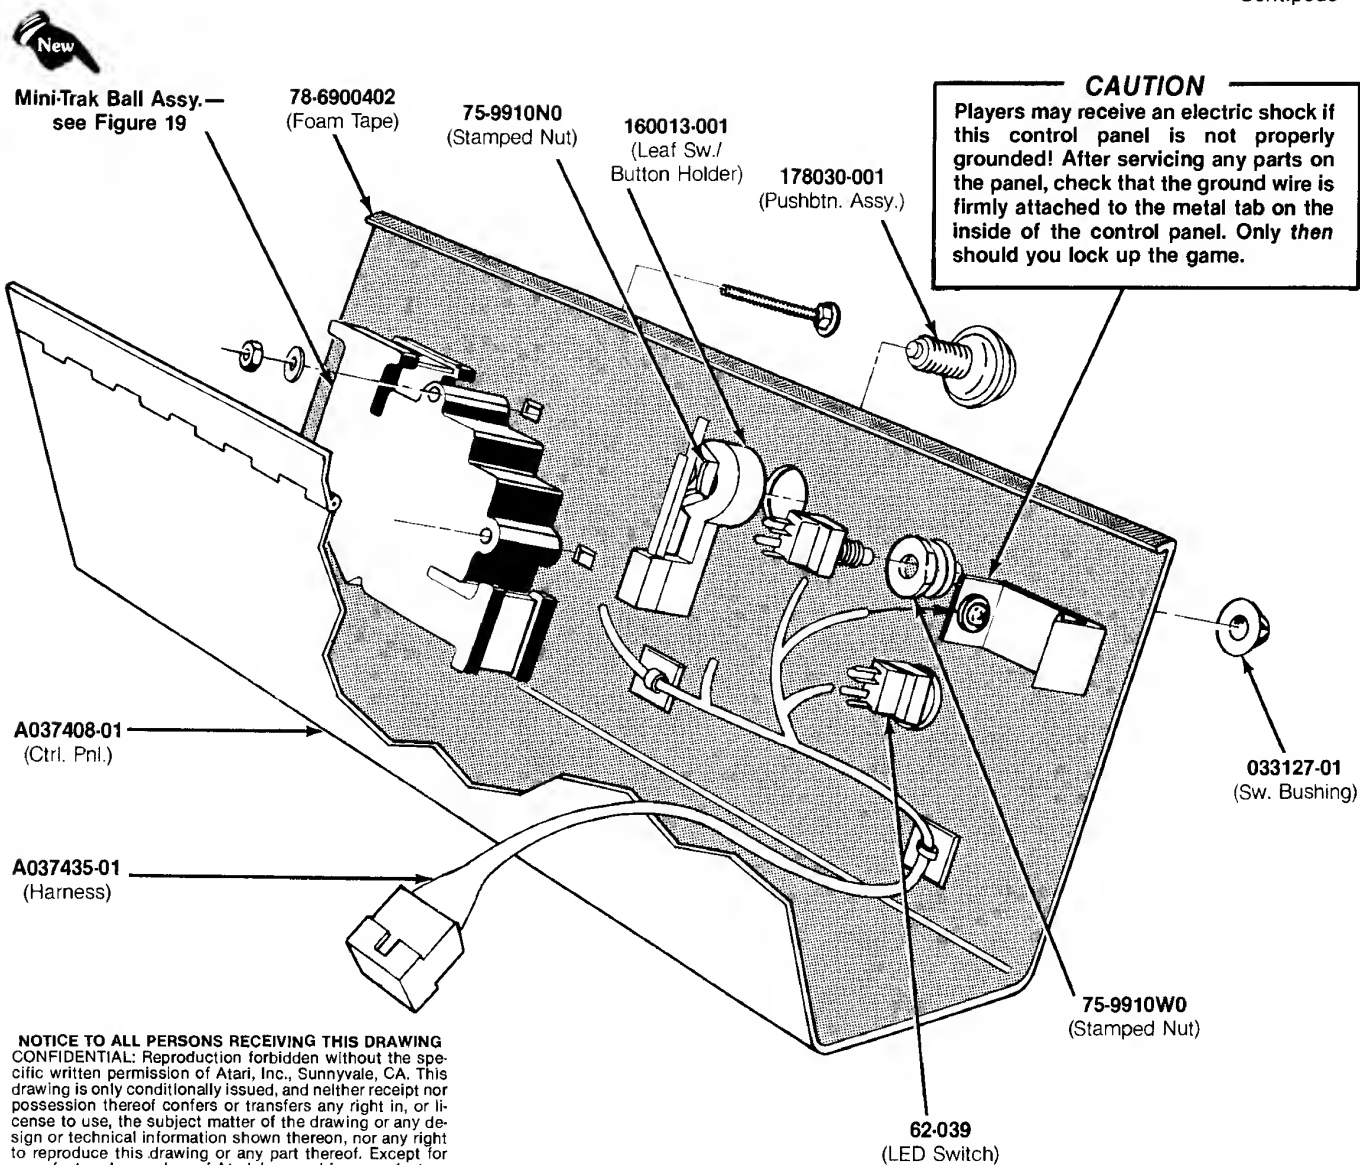 New
Mini-Trak Ball Assy.—
see Figure 19
78-6900402
(Foam Tape)
75-9910N0
(Stamped Nut)
160013-001
(Leaf Sw./
Button Holder)
178030-001
(Pushbtn. Assy.)
CAUTION
Players may receive an electric shock if
this control panel is not properly
grounded! After servicing any parts on
the panel, check that the ground wire is
firmly attached to the metal tab on the
inside of the control panel. Only then
should you lock up the game.
A037408-01
(Ctrl. Pnl.)
033127-01
(Sw. Bushing)
A037435-01
(Harness)
75-9910W0
(Stamped Nut)
62-039
(LED Switch)
NOTICE TO ALL PERSONS RECEIVING THIS DRAWING
CONFIDENTIAL: Reproduction forbidden without the spe-
cific written permission of Atari, Inc., Sunnyvale, CA. This
drawing is only conditionally issued, and neither receipt nor
possession thereof confers or transfers any right in, or li-
cense to use, the subject matter of the drawing or any de-
sign or technical information shown thereon, nor any right
to reproduce this drawing or any part thereof. Except for